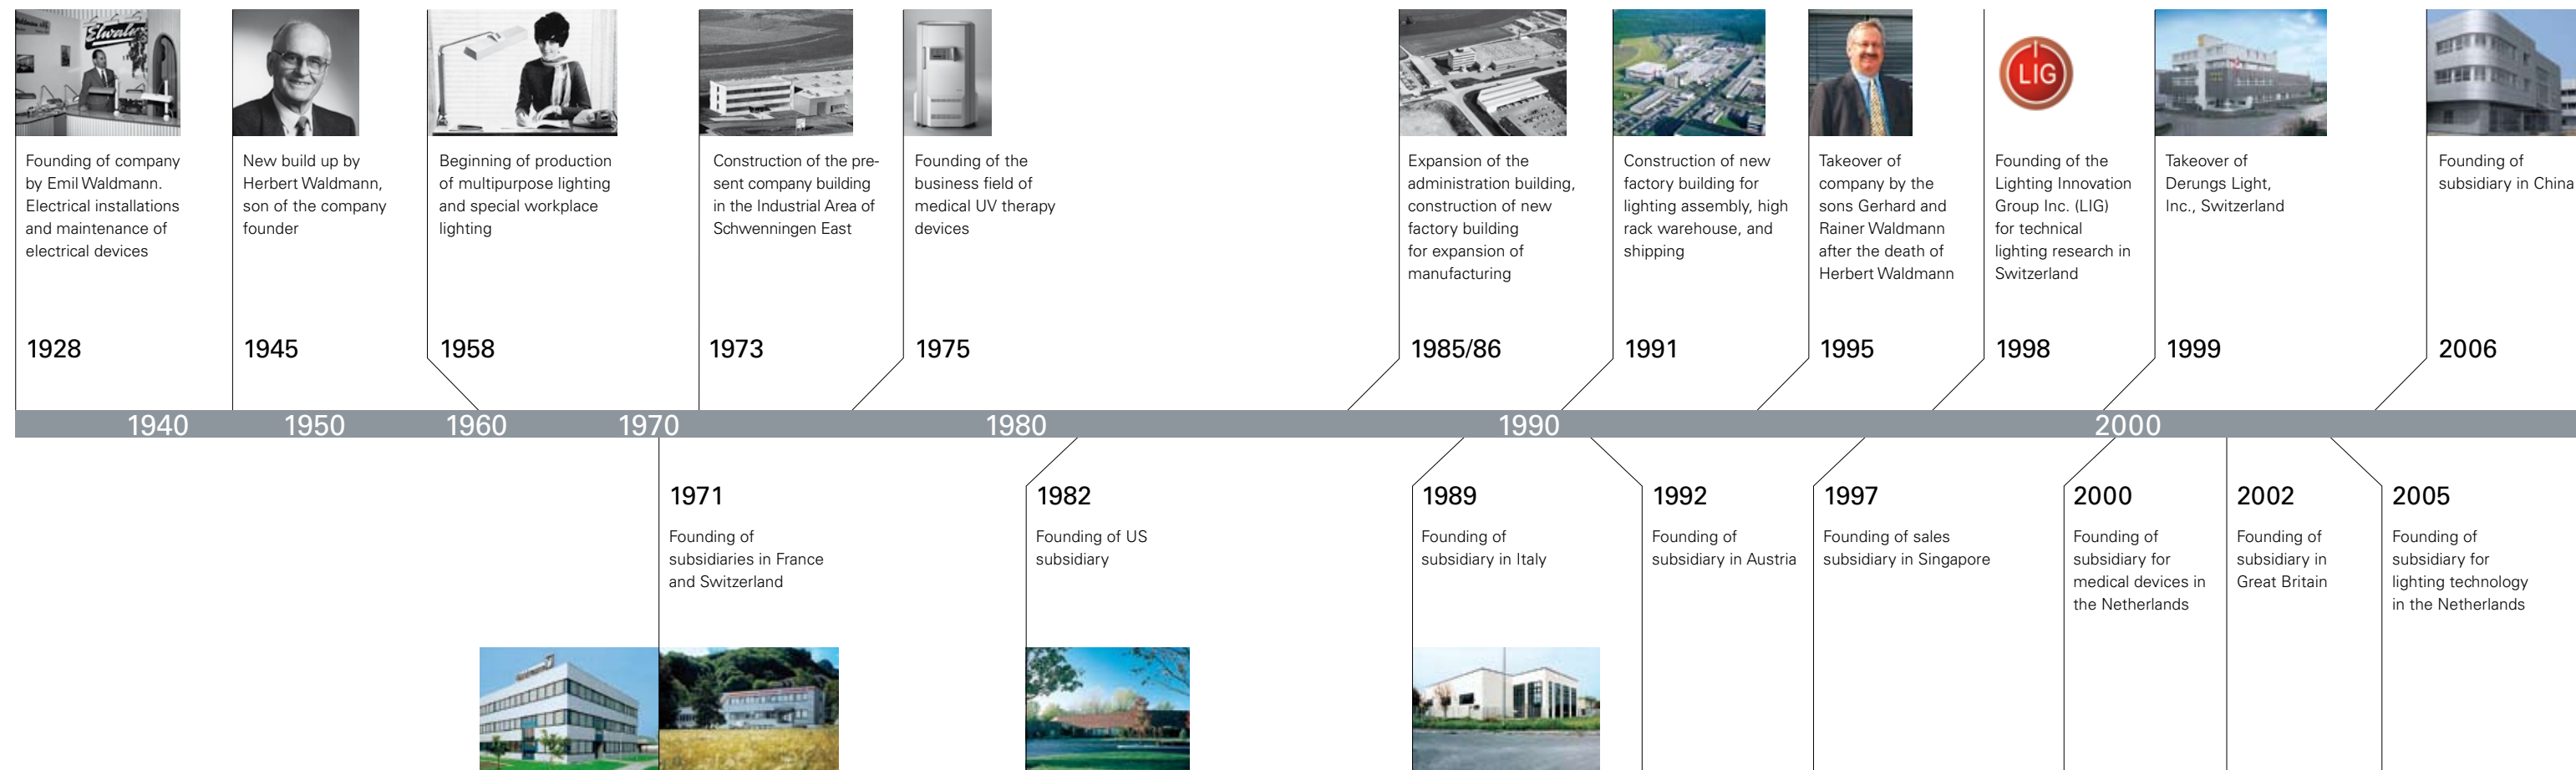 Elwald
LIG
Founding of company
by Emil Waldmann.
Electrical installations
and maintenance of
electrical devices
1928
New build up by
Herbert Waldmann,
son of the company
founder
1945
Beginning of production
of multipurpose lighting
and special workplace
lighting
1958
Construction of the pre-
sent company building
in the Industrial Area of
Schwenningen East
1973
Founding of the
business field of
medical UV therapy
devices
1975
Expansion of the
administration building,
construction of new
factory building
for expansion of
manufacturing
1985/86
Construction of new
factory building for
lighting assembly, high
rack warehouse, and
shipping
1991
Takeover of
company by the
sons Gerhard and
Rainer Waldmann
after the death of
Herbert Waldmann
1995
Founding of the
Lighting Innovation
Group Inc. (LIG)
for technical
lighting research in
Switzerland
1998
Takeover of
Derungs Light,
Inc., Switzerland
1999
Founding of
subsidiary in China
2006
1940 1950 1960 1970 1980 1990 2000
1971
Founding of
subsidiaries in France
and Switzerland
1982
Founding of US
subsidiary
1989
Founding of
subsidiary in Italy
1992
Founding of
subsidiary in Austria
1997
Founding of sales
subsidiary in Singapore
2000
Founding of
subsidiary for
medical devices in
the Netherlands
2002
Founding of
subsidiary in
Great Britain
2005
Founding of
subsidiary for
lighting technology
in the Netherlands